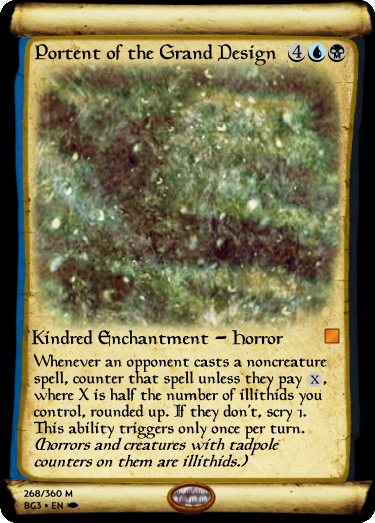 Portent of the Grand Design 4
Kindred Enchantment – Horror
Whenever an opponent casts a noncreature
spell, counter that spell unless they pay X,
where X is half the number of illithids you
control, rounded up. If they don't, scry 1.
This ability triggers only once per turn.
(Horrors and creatures with tadpole
counters on them are illithids.)
268/360 M
BG3 • EN